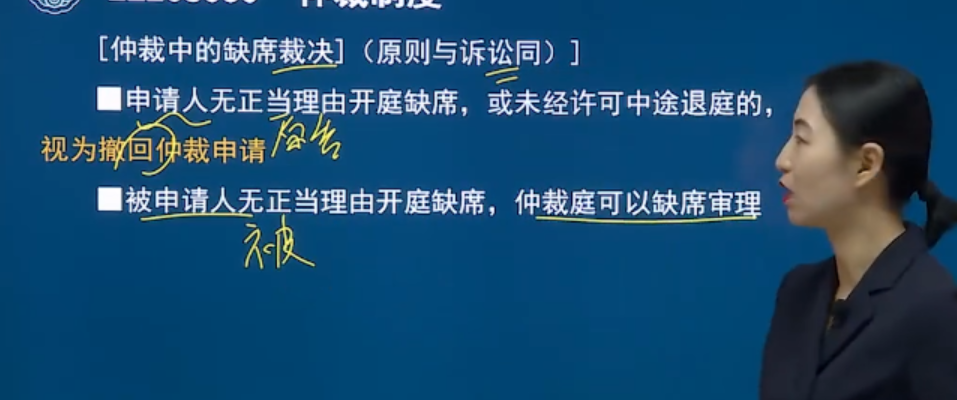 仲裁制度
[仲裁中的缺席裁决]（原则与诉讼同）]
■申请人无正当理由开庭缺席，或未经许可中途退庭的，
视为撤回仲裁申请
■被申请人无正当理由开庭缺席，仲裁庭可以缺席审理
被